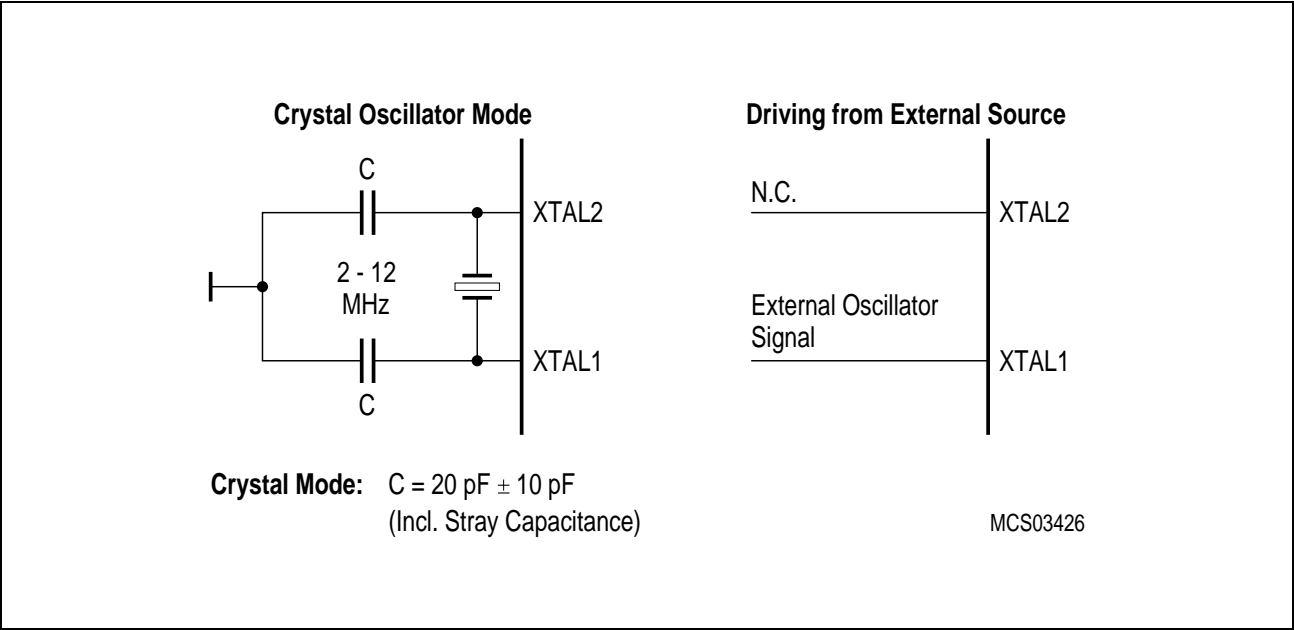 Crystal Oscillator Mode
C
XTAL2
2 - 12
MHz
XTAL1
C
Crystal Mode: C = 20 pF ± 10 pF
(Incl. Stray Capacitance)
Driving from External Source
N.C.
XTAL2
External Oscillator
Signal
XTAL1
MCS03426